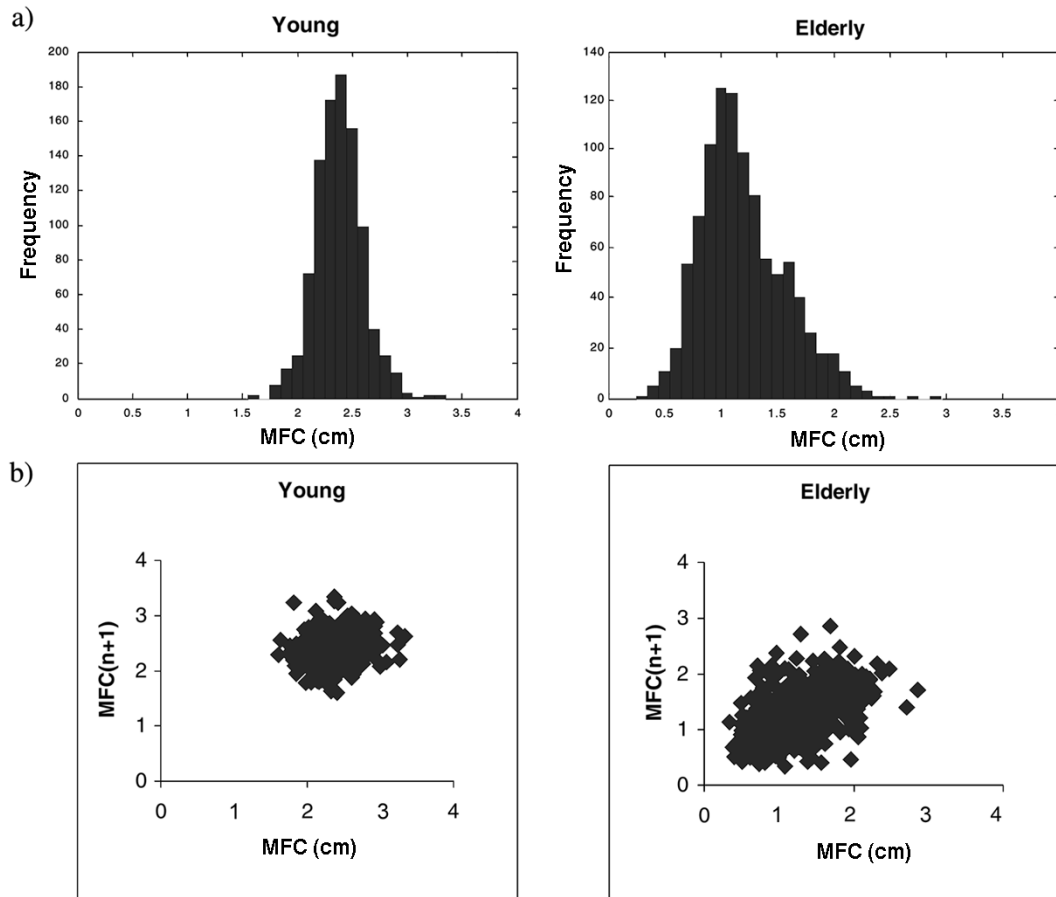 a)
Young
Elderly
Frequency
200
180
160
140
120
100
80
60
40
20
0
0 0.5 1 1.5 2 2.5 3 3.5 4
MFC (cm)
Frequency
140
120
100
80
60
40
20
0
0 0.5 1 1.5 2 2.5 3 3.5
MFC (cm)
b)
Young
MFC(n+1)
4
3
2
1
0
0 1 2 3 4
MFC (cm)
Elderly
MFC(n+1)
4
3
2
1
0
0 1 2 3 4
MFC (cm)